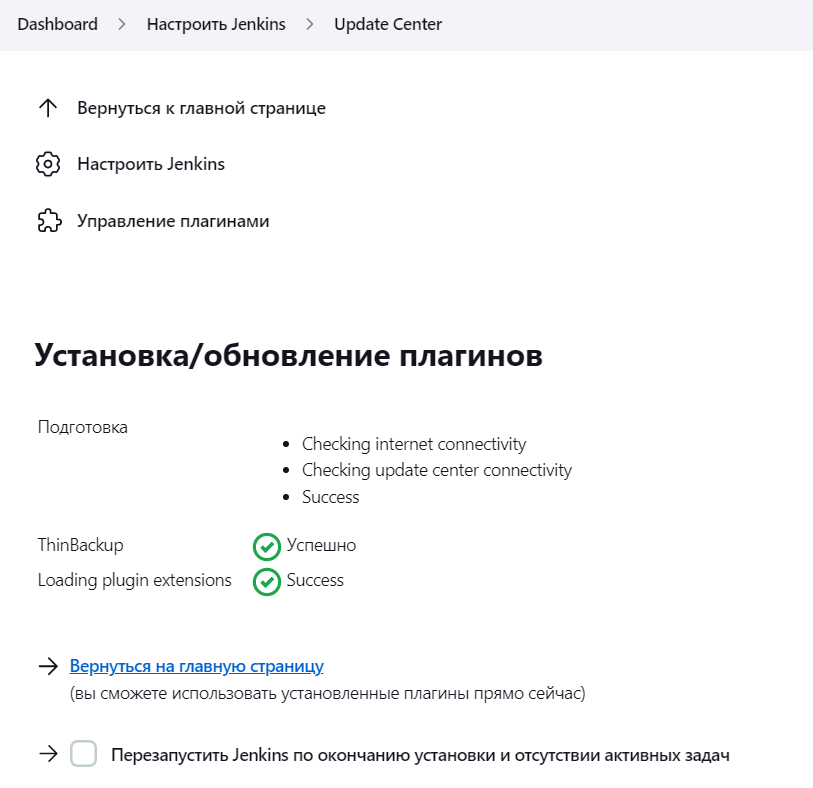 Dashboard > Настроить Jenkins > Update Center
Вернуться к главной странице
Настроить Jenkins
Управление плагинами
Установка/обновление плагинов
Подготовка
• Checking internet connectivity
• Checking update center connectivity
• Success
ThinBackup Успешно
Loading plugin extensions Success
Вернуться на главную страницу
(вы сможете использовать установленные плагины прямо сейчас)
Перезапустить Jenkins по окончанию установки и отсутствии активных задач